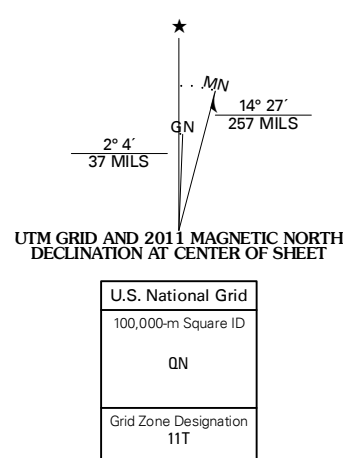 ★
MN
14° 27´
257 MILS
GN
2° 4´
37 MILS
UTM GRID AND 2011 MAGNETIC NORTH
DECLINATION AT CENTER OF SHEET
U.S. National Grid
100,000-m Square ID
QN
Grid Zone Designation
11T